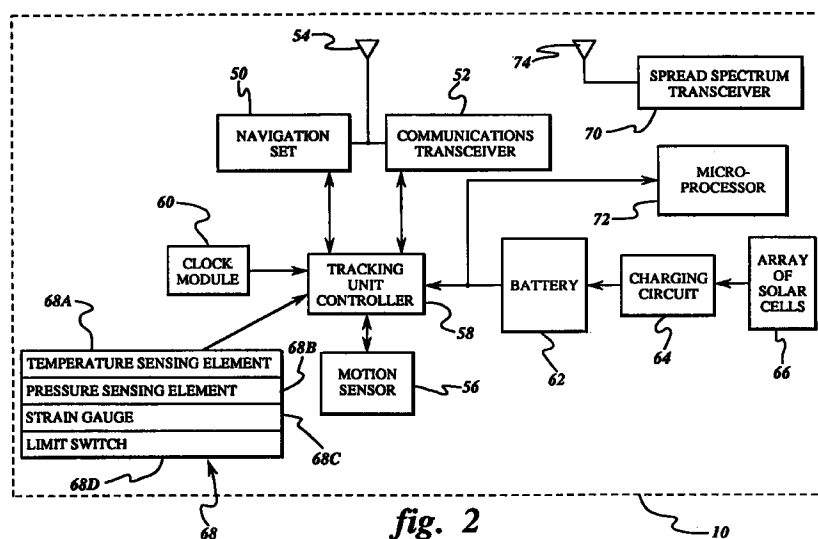 54
74
50
52
SPREAD SPECTRUM
TRANSCEIVER
70
NAVIGATION
SET
COMMUNICATIONS
TRANSCEIVER
MICRO-
PROCESSOR
72
60
CLOCK
MODULE
TRACKING
UNIT
CONTROLLER
58
BATTERY
62
CHARGING
CIRCUIT
64
ARRAY
OF
SOLAR
CELLS
66
68A
TEMPERATURE SENSING ELEMENT
68B
PRESSURE SENSING ELEMENT
STRAIN GAUGE
68C
LIMIT SWITCH
68D
68
MOTION
SENSOR
56
fig. 2
10